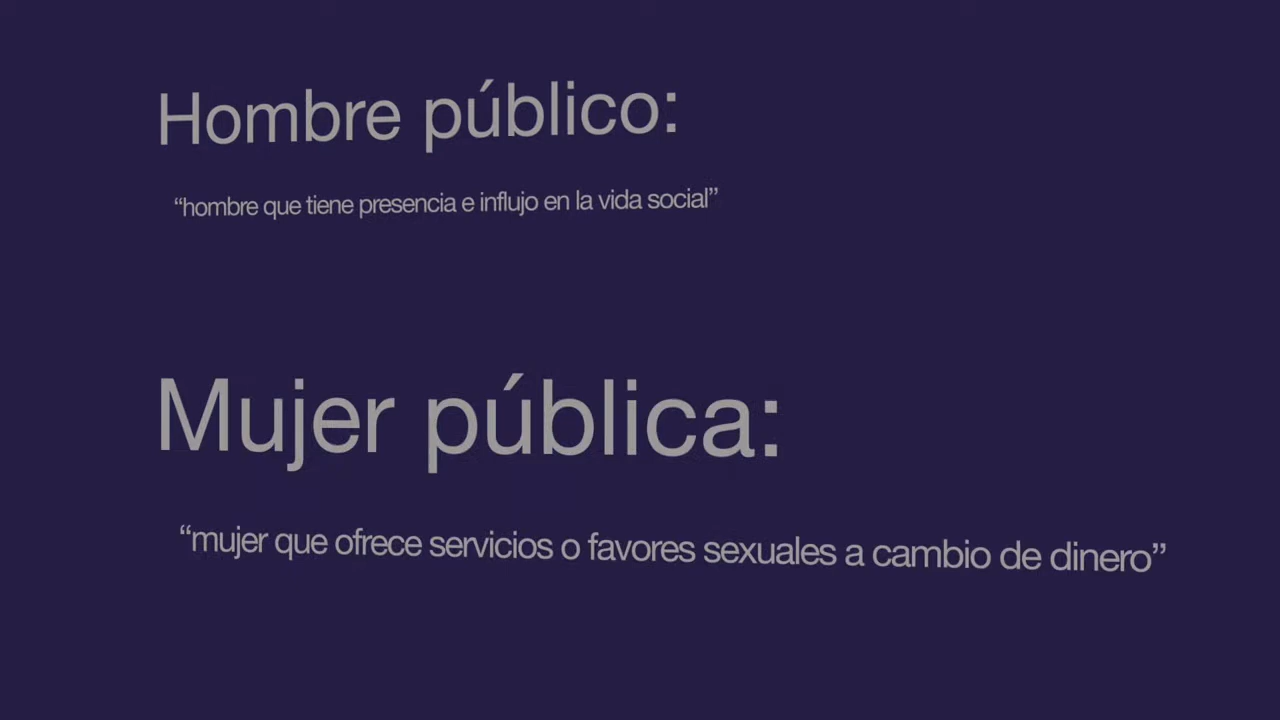 Hombre público:
“hombre que tiene presencia e influjo en la vida social”
Mujer pública:
“mujer que ofrece servicios o favores sexuales a cambio de dinero”